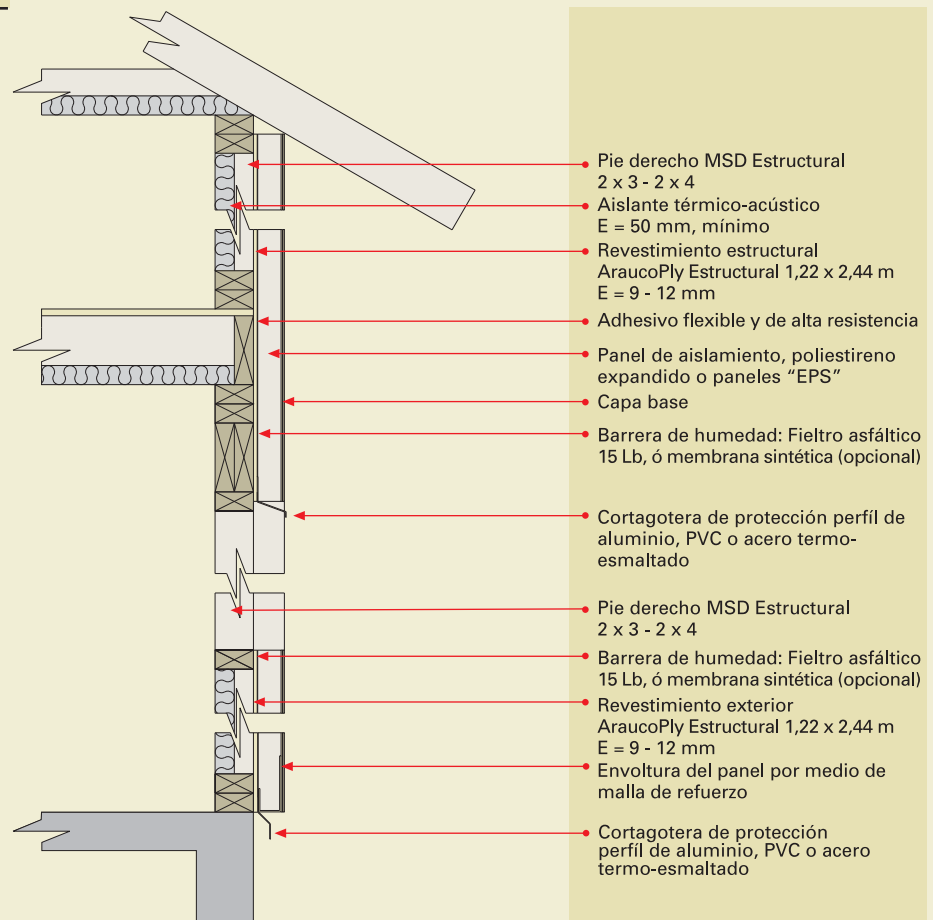 Pie derecho MSD Estructural
2 x 3 - 2 x 4
Aislante térmico-acústico
E = 50 mm, mínimo
Revestimiento estructural
AraucoPly Estructural 1,22 x 2,44 m
E = 9 - 12 mm
Adhesivo flexible y de alta resistencia
Panel de aislamiento, poliestireno
expandido o paneles “EPS”
Capa base
Barrera de humedad: Fieltro asfáltico
15 Lb, ó membrana sintética (opcional)
Cortagotera de protección perfíl de
aluminio, PVC o acero termo-
esmaltado
Pie derecho MSD Estructural
2 x 3 - 2 x 4
Barrera de humedad: Fieltro asfáltico
15 Lb, ó membrana sintética (opcional)
Revestimiento exterior
AraucoPly Estructural 1,22 x 2,44 m
E = 9 - 12 mm
Envoltura del panel por medio de
malla de refuerzo
Cortagotera de protección
perfíl de aluminio, PVC o acero
termo-esmaltado